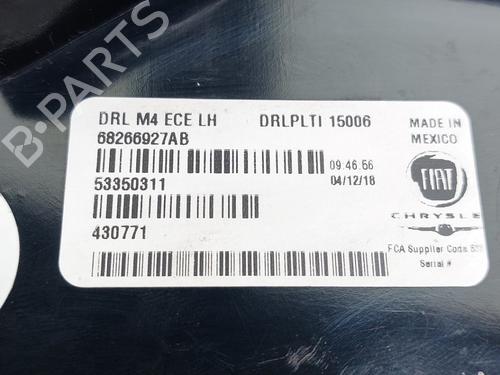 B-PARTS
DRL M4 ECE LH DRLPLTI 15006
68266927AB
MADE IN
MEXICO
09.46.56
04/12/18
53350311
FIAT
CHRYSLER
430771
FCA Supplier Code
Serial #